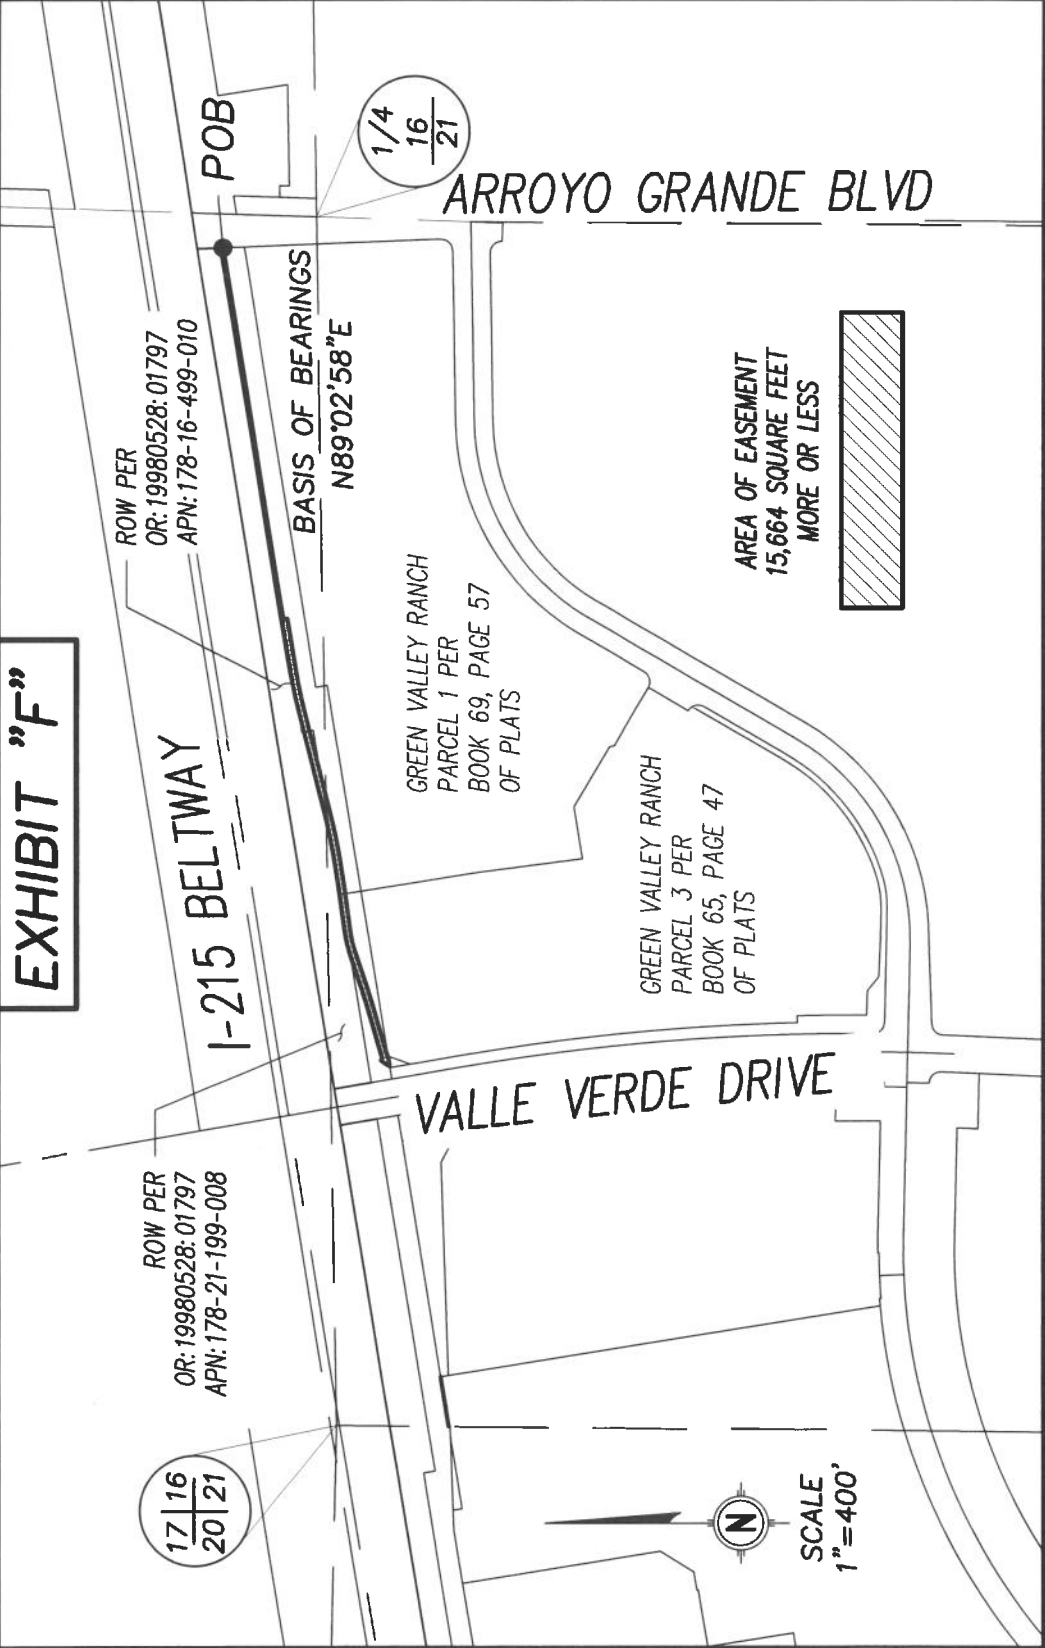 EXHIBIT "F"
ROW PER
OR:19980528:01797
APN:178-21-199-008
ROW PER
OR:19980528:01797
APN:178-16-499-010
I-215 BELTWAY
POB
17 16
20 21
1/4
16
21
BASIS OF BEARINGS
N89°02'58"E
GREEN VALLEY RANCH
PARCEL 1 PER
BOOK 69, PAGE 57
OF PLATS
VALLE VERDE DRIVE
ARROYO GRANDE BLVD
GREEN VALLEY RANCH
PARCEL 3 PER
BOOK 65, PAGE 47
OF PLATS
AREA OF EASEMENT
15,664 SQUARE FEET
MORE OR LESS
N
SCALE
1"=400'